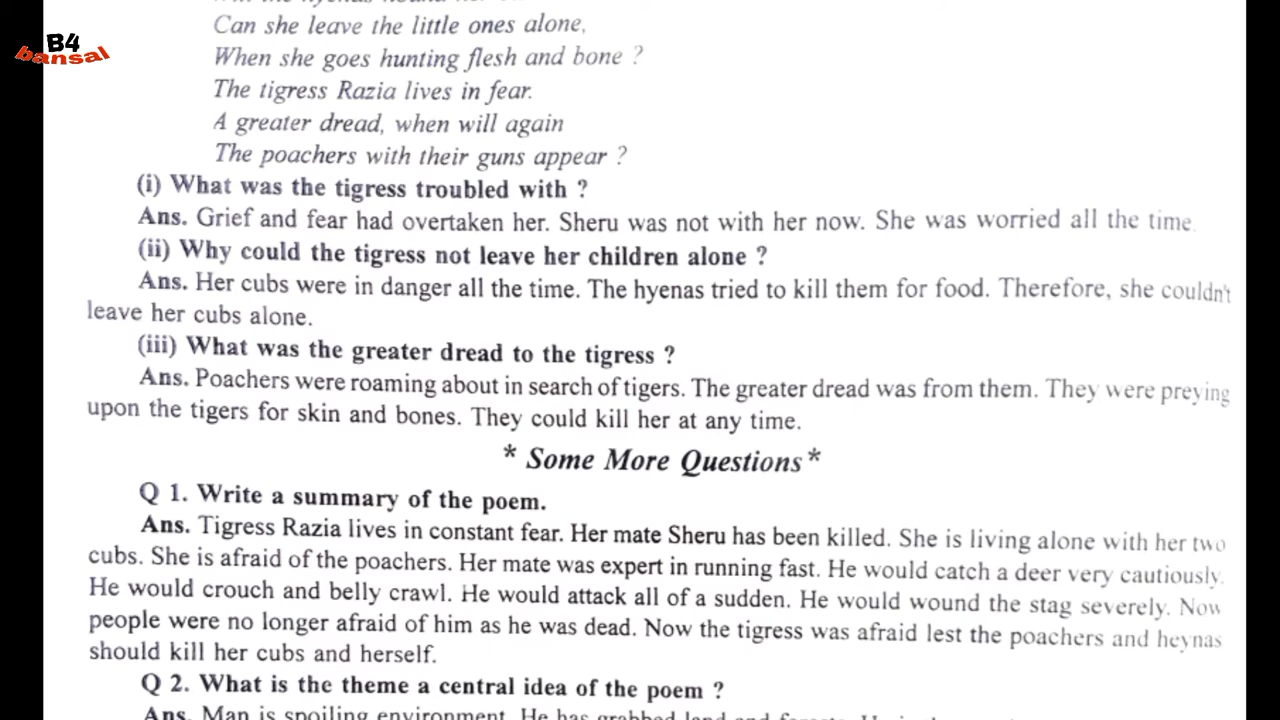 B4
bansal
Can she leave the little ones alone,
When she goes hunting flesh and bone ?
The tigress Razia lives in fear.
A greater dread, when will again
The poachers with their guns appear ?
(i) What was the tigress troubled with ?
Ans. Grief and fear had overtaken her. Sheru was not with her now. She was worried all the time.
(ii) Why could the tigress not leave her children alone ?
Ans. Her cubs were in danger all the time. The hyenas tried to kill them for food. Therefore, she couldn't
leave her cubs alone.
(iii) What was the greater dread to the tigress ?
Ans. Poachers were roaming about in search of tigers. The greater dread was from them. They were preying
upon the tigers for skin and bones. They could kill her at any time.
* Some More Questions *
Q 1. Write a summary of the poem.
Ans. Tigress Razia lives in constant fear. Her mate Sheru has been killed. She is living alone with her two
cubs. She is afraid of the poachers. Her mate was expert in running fast. He would catch a deer very cautiously.
He would crouch and belly crawl. He would attack all of a sudden. He would wound the stag severely. Now
people were no longer afraid of him as he was dead. Now the tigress was afraid lest the poachers and heynas
should kill her cubs and herself.
Q 2. What is the theme a central idea of the poem ?
Ans. Man is spoiling environment. He has grabbed land and